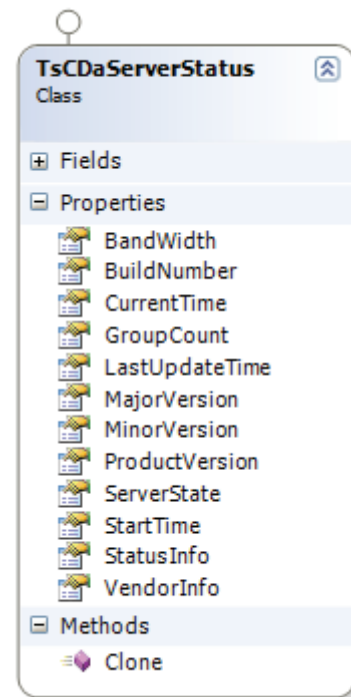 TsCDaServerStatus
Class
Fields
Properties
BandWidth
BuildNumber
CurrentTime
GroupCount
LastUpdateTime
MajorVersion
MinorVersion
ProductVersion
ServerState
StartTime
StatusInfo
VendorInfo
Methods
Clone